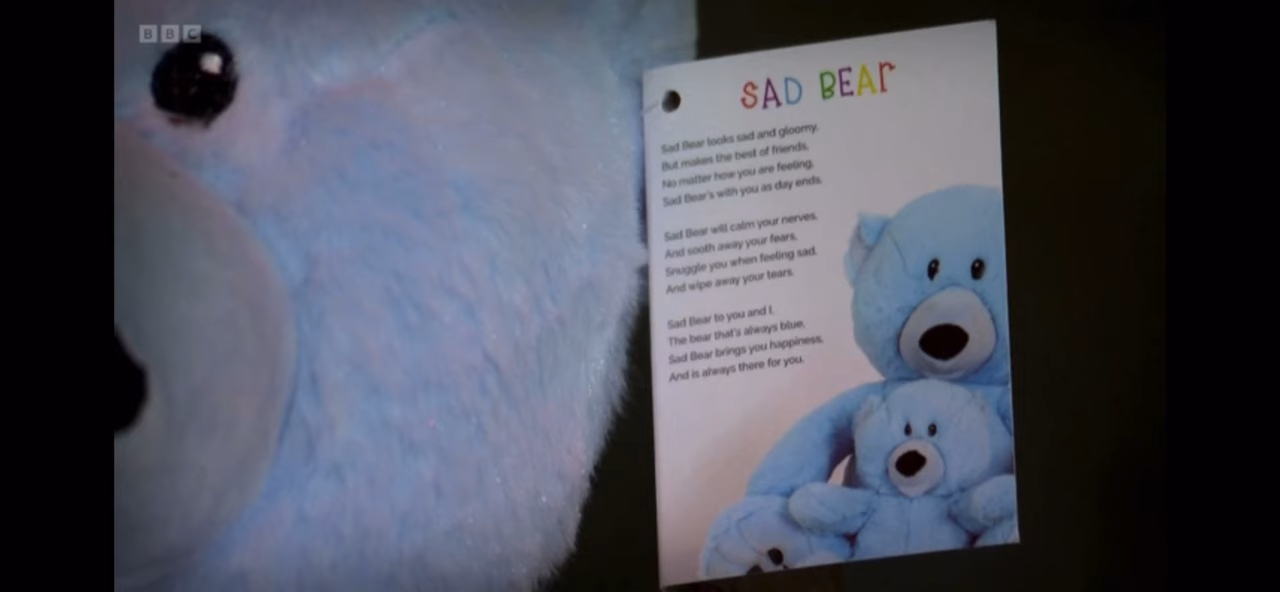 BBC
SAD BEAr
Sad Bear looks sad and gloomy.
But makes the best of friends,
No matter how you are feeling,
Sad Bear's with you as day ends.
Sad Bear will calm your nerves,
And sooth away your fears,
Snuggle you when feeling sad,
And wipe away your tears.
Sad Bear to you and I,
The bear that's always blue,
Sad Bear brings you happiness,
And is always there for you.